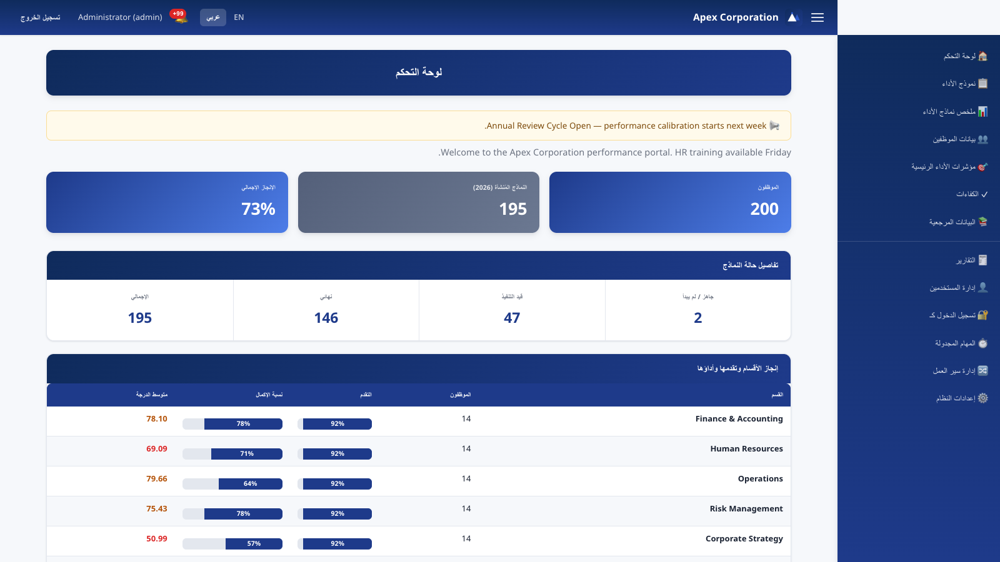 Apex Corporation
EN
عربي
+99
Administrator (admin)
تسجيل الخروج
لوحة التحكم
نموذج الأداء
ملخص نماذج الأداء
بيانات الموظفين
مؤشرات الأداء الرئيسية
الكفاءات
البيانات المرجعية
التقارير
إدارة المستخدمين
تسجيل الدخول كـ
المهام المجدولة
إدارة سير العمل
إعدادات النظام
لوحة التحكم
.Annual Review Cycle Open — performance calibration starts next week
.Welcome to the Apex Corporation performance portal. HR training available Friday
الموظفون
200
النماذج المُنشأة (2026)
195
الإنجاز الإجمالي
73%
تفاصيل حالة النماذج
جاهز / لم يبدأ
2
قيد التنفيذ
47
نهائي
146
الإجمالي
195
إنجاز الأقسام وتقدمها وأداؤها
القسم الموظفون التقدم نسبة الإكمال متوسط الدرجة
Finance & Accounting 14 92% 78% 78.10
Human Resources 14 92% 71% 69.09
Operations 14 92% 64% 79.66
Risk Management 14 92% 78% 75.43
Corporate Strategy 14 92% 57% 50.99